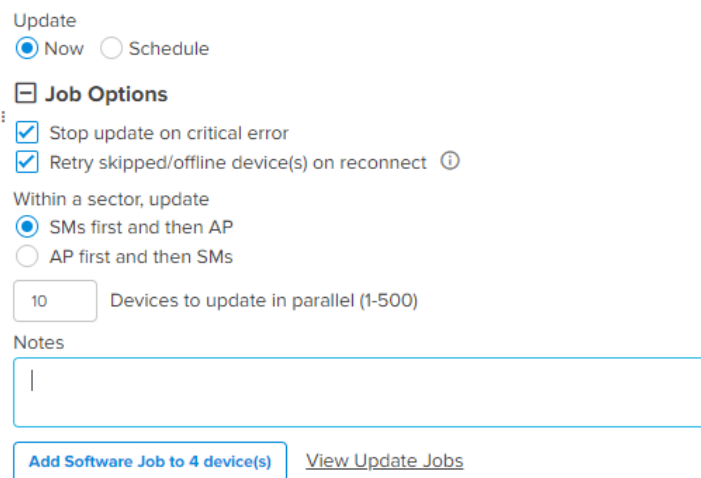 Update
Now Schedule
Job Options
Stop update on critical error
Retry skipped/offline device(s) on reconnect
Within a sector, update
SMs first and then AP
AP first and then SMs
10 Devices to update in parallel (1-500)
Notes
Add Software Job to 4 device(s) View Update Jobs